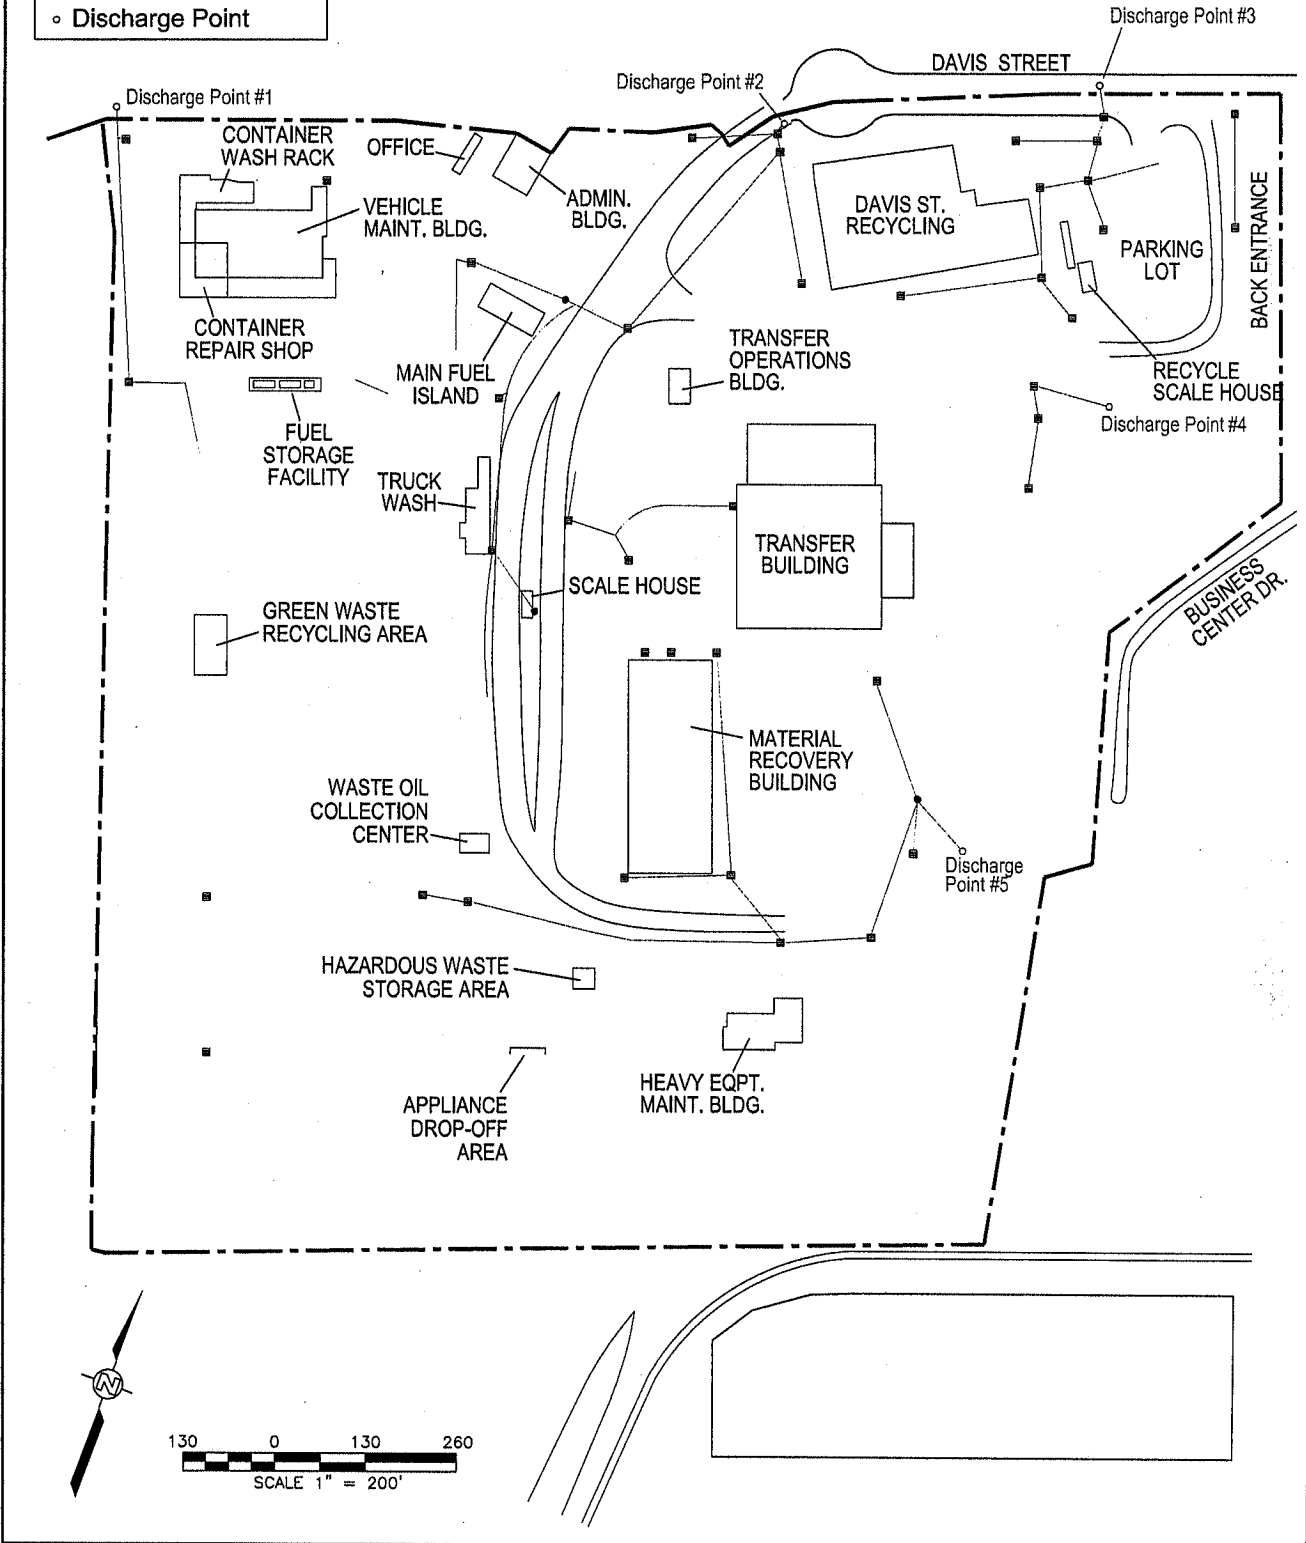 Discharge Point
Discharge Point #3
DAVIS STREET
Discharge Point #2
Discharge Point #1
CONTAINER
WASH RACK
OFFICE
ADMIN.
BLDG.
VEHICLE
MAINT. BLDG.
DAVIS ST.
RECYCLING
PARKING
LOT
BACK ENTRANCE
CONTAINER
REPAIR SHOP
MAIN FUEL
ISLAND
TRANSFER
OPERATIONS
BLDG.
RECYCLE
SCALE HOUSE
Discharge Point #4
FUEL
STORAGE
FACILITY
TRUCK
WASH
TRANSFER
BUILDING
SCALE HOUSE
BUSINESS
CENTER DR.
GREEN WASTE
RECYCLING AREA
MATERIAL
RECOVERY
BUILDING
WASTE OIL
COLLECTION
CENTER
Discharge
Point #5
HAZARDOUS WASTE
STORAGE AREA
HEAVY EQPT.
MAINT. BLDG.
APPLIANCE
DROP-OFF
AREA
N
130 0 130 260
SCALE 1" = 200'